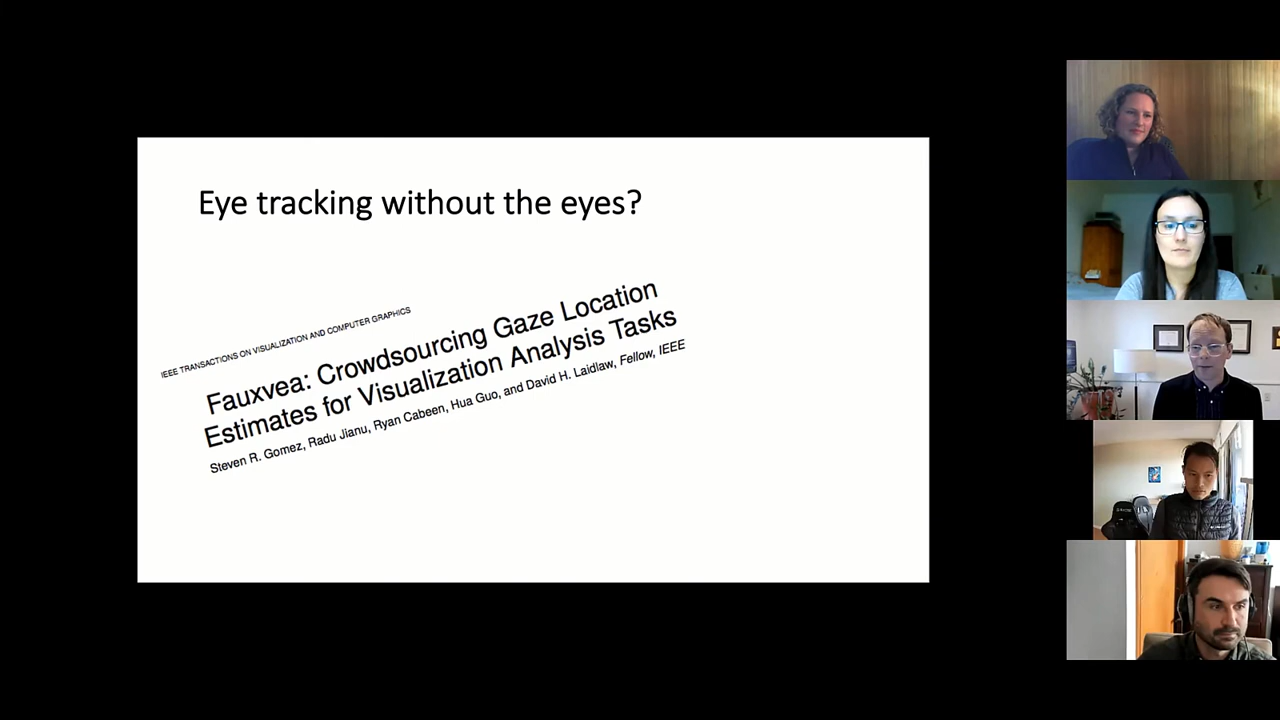 Eye tracking without the eyes?
IEEE TRANSACTIONS ON VISUALIZATION AND COMPUTER GRAPHICS
Fauxvea: Crowdsourcing Gaze Location
Estimates for Visualization Analysis Tasks
Steven R. Gomez, Radu Jianu, Ryan Cabeen, Hua Guo, and David H. Laidlaw, Fellow, IEEE